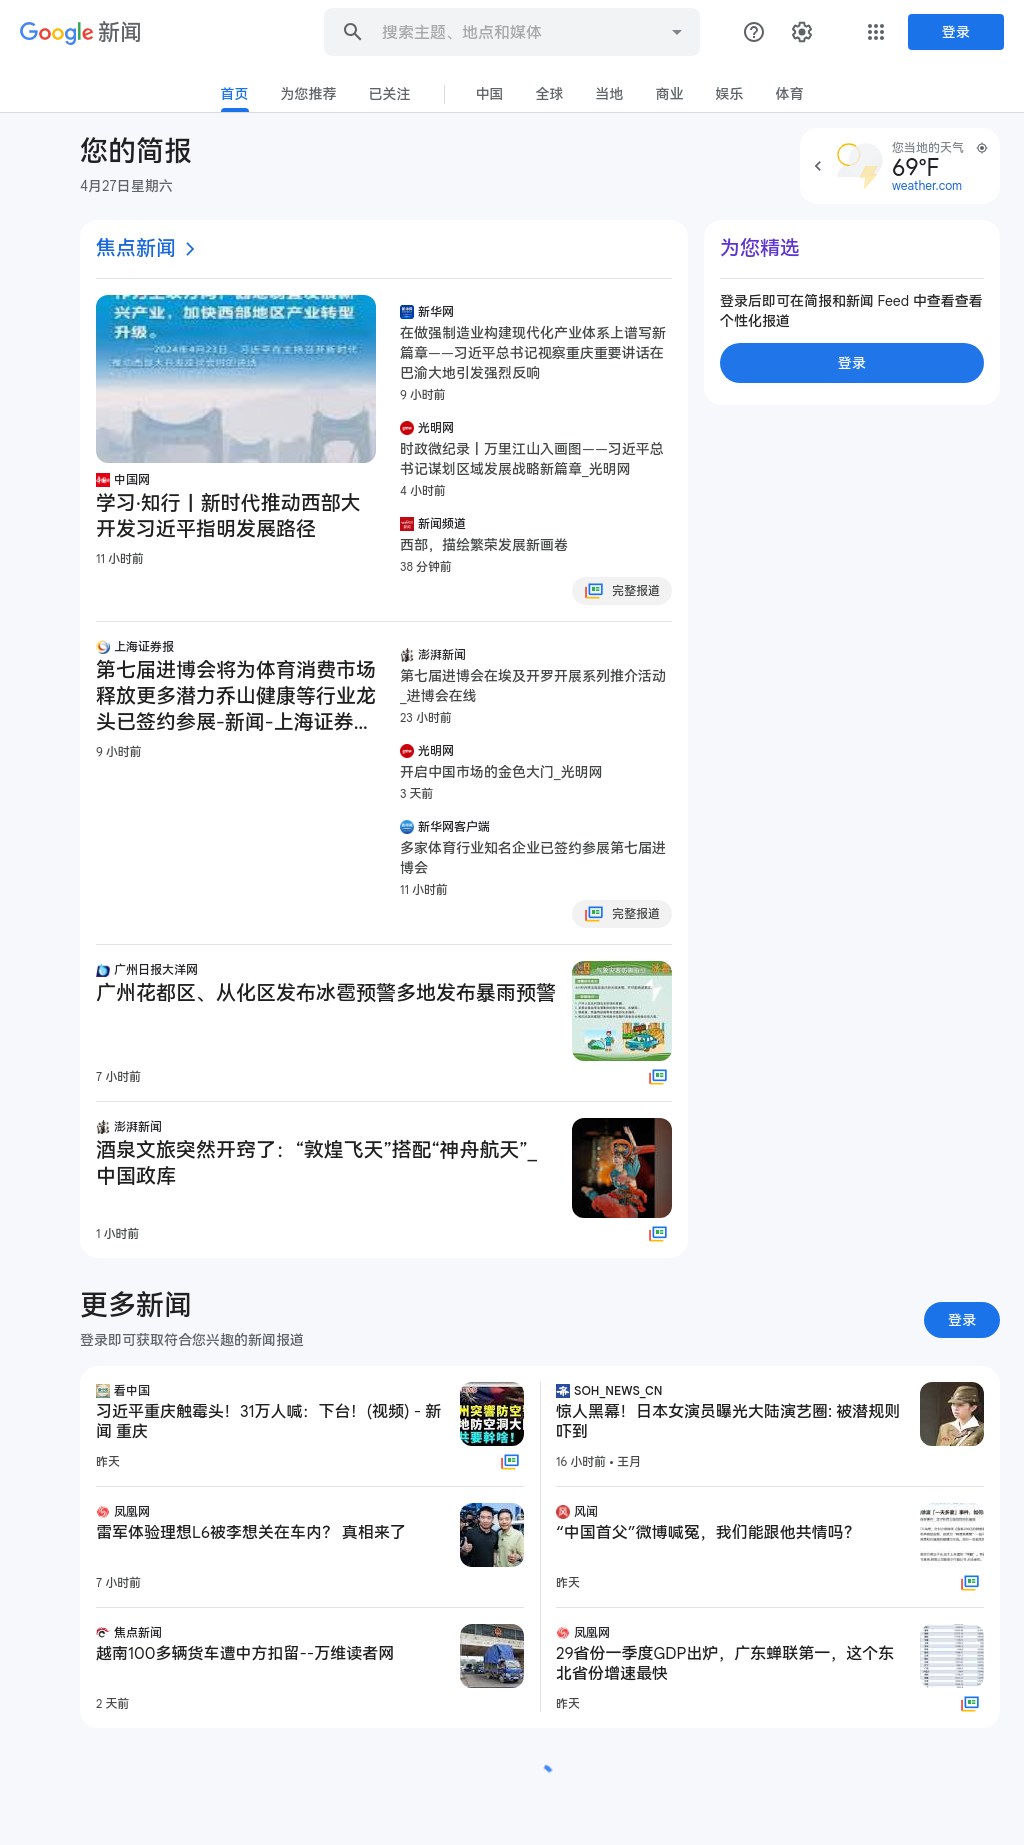 Google 新闻
搜索主题、地点和媒体
登录
首页
为您推荐
已关注
中国
全球
当地
商业
娱乐
体育
您的简报
4月27日星期六
您当地的天气
69°F
weather.com
焦点新闻
兴产业，加快西部地区产业转型
升级。
——2024年4月23日，习近平在主持召开新时代
推动西部大开发座谈会时的讲话
中国网
学习·知行丨新时代推动西部大
开发习近平指明发展路径
11 小时前
新华网
在做强制造业构建现代化产业体系上谱写新
篇章——习近平总书记视察重庆重要讲话在
巴渝大地引发强烈反响
9 小时前
光明网
时政微纪录丨万里江山入画图——习近平总
书记谋划区域发展战略新篇章_光明网
4 小时前
新闻频道
西部，描绘繁荣发展新画卷
38 分钟前
完整报道
为您精选
登录后即可在简报和新闻 Feed 中查看查看
个性化报道
登录
上海证券报
第七届进博会将为体育消费市场
释放更多潜力乔山健康等行业龙
头已签约参展-新闻-上海证券...
9 小时前
澎湃新闻
第七届进博会在埃及开罗开展系列推介活动
_进博会在线
23 小时前
光明网
开启中国市场的金色大门_光明网
3 天前
新华网客户端
多家体育行业知名企业已签约参展第七届进
博会
11 小时前
完整报道
广州日报大洋网
广州花都区、从化区发布冰雹预警多地发布暴雨预警
7 小时前
澎湃新闻
酒泉文旅突然开窍了：“敦煌飞天”搭配“神舟航天”_
中国政库
1 小时前
更多新闻
登录即可获取符合您兴趣的新闻报道
登录
看中国
习近平重庆触霉头！31万人喊：下台！(视频) - 新
闻 重庆
昨天
州突響防空警
地防空洞大開
共要幹啥！
SOH_NEWS_CN
惊人黑幕！日本女演员曝光大陆演艺圈: 被潜规则
吓到
16 小时前 • 王月
凤凰网
雷军体验理想L6被李想关在车内？ 真相来了
7 小时前
风闻
“中国首父”微博喊冤，我们能跟他共情吗？
昨天
焦点新闻
越南100多辆货车遭中方扣留--万维读者网
2 天前
凤凰网
29省份一季度GDP出炉，广东蝉联第一，这个东
北省份增速最快
昨天